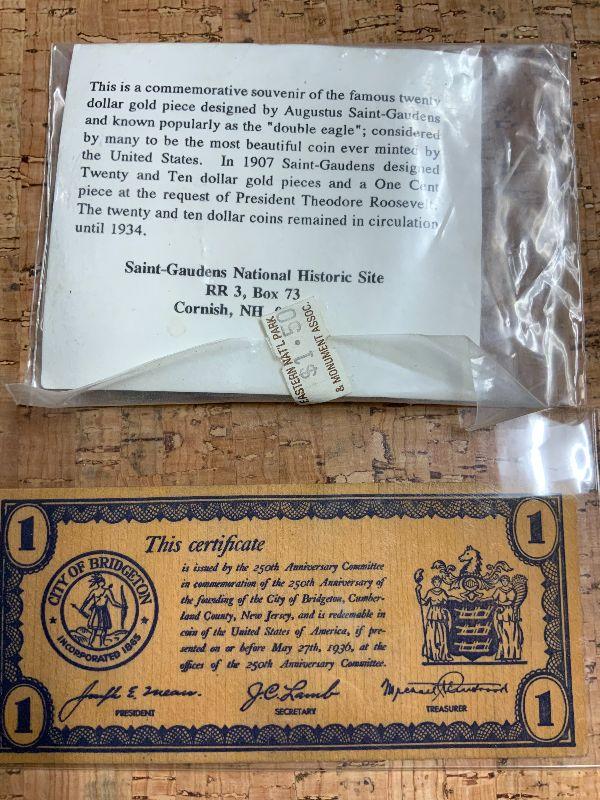 This is a commemorative souvenir of the famous twenty
dollar gold piece designed by Augustus Saint-Gaudens
and known popularly as the "double eagle"; considered
by many to be the most beautiful coin ever minted by
the United States. In 1907 Saint-Gaudens designed
Twenty and Ten dollar gold pieces and a One Cent
piece at the request of President Theodore Roosevelt.
The twenty and ten dollar coins remained in circulation
until 1934.
Saint-Gaudens National Historic Site
RR 3, Box 73
Cornish, NH
EASTERN NAT'L PARK
$1.50
& MONUMENT ASSOC.
1
1
This certificate
is issued by the 250th Anniversary Committee
in commemoration of the 250th Anniversary of
the founding of the City of Bridgeton, Cumber-
land County, New Jersey, and is redeemable in
coin of the United States of America, if pre-
sented on or before May 27th, 1936, at the
offices of the 250th Anniversary Committee.
CITY OF BRIDGETON
INCORPORATED 1865
J.C. Lamb
PRESIDENT
SECRETARY
TREASURER
1
1